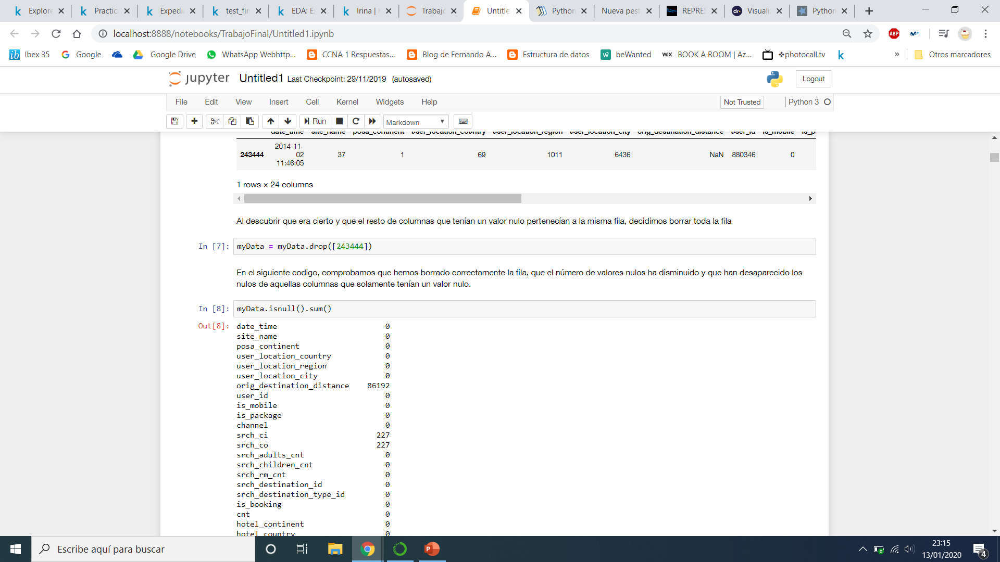 Explore
Practic
Expedi
test_fin
EDA: E
Irina |
Trabajo
Untitle
Python
Nueva pest
REPRES
Visuali
Python
localhost:8888/notebooks/TrabajoFinal/Untitled1.ipynb
Ibex 35
Google
Google Drive
WhatsApp Webhttp...
CCNA 1 Respuestas...
Blog de Fernando A...
Estructura de datos
beWanted
WIX BOOK A ROOM | Az...
❖photocall.tv
»
Otros marcadores
jupyter Untitled1 Last Checkpoint: 29/11/2019 (autosaved)
Logout
File Edit View Insert Cell Kernel Widgets Help
Not Trusted
Python 3
Run
Markdown
date_time site_name posa_continent user_location_country user_location_region user_location_city orig_destination_distance user_id is_mobile is_p
2014-11-
243444 02 37 1 69 1011 6436 NaN 880346 0
11:46:05
1 rows × 24 columns
Al descubrir que era cierto y que el resto de columnas que tenían un valor nulo pertenecían a la misma fila, decidimos borrar toda la fila
In [7]: myData = myData.drop([243444])
En el siguiente codigo, comprobamos que hemos borrado correctamente la fila, que el número de valores nulos ha disminuido y que han desaparecido los
nulos de aquellas columnas que solamente tenían un valor nulo.
In [8]: myData.isnull().sum()
Out[8]: date_time 0
site_name 0
posa_continent 0
user_location_country 0
user_location_region 0
user_location_city 0
orig_destination_distance 86192
user_id 0
is_mobile 0
is_package 0
channel 0
srch_ci 227
srch_co 227
srch_adults_cnt 0
srch_children_cnt 0
srch_rm_cnt 0
srch_destination_id 0
srch_destination_type_id 0
is_booking 0
cnt 0
hotel_continent 0
hotel_country 0
Escribe aquí para buscar
23:15
13/01/2020
4